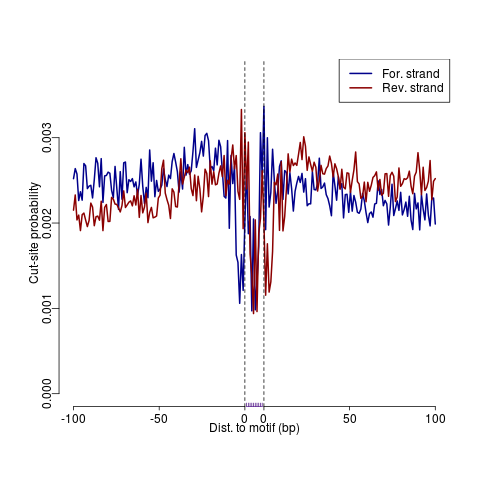 For. strand
Rev. strand
Cut-site probability
0.003
0.002
0.001
0.000
-100 -50 0 0 50 100
Dist. to motif (bp)